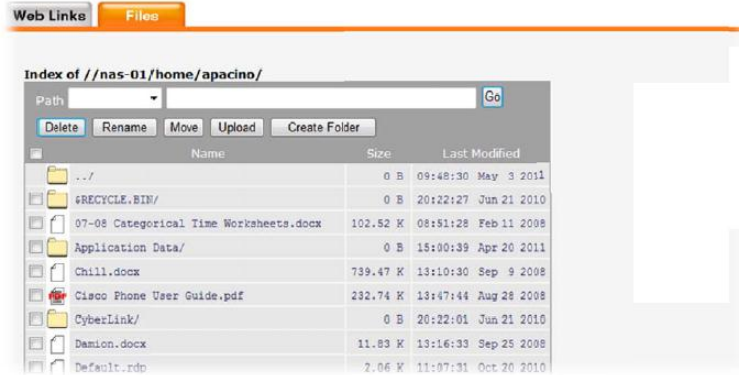 Web Links Files
Index of //nas-01/home/apacino/
Path Go
Delete Rename Move Upload Create Folder
Name Size Last Modified
../ 0 B 09:48:30 May 3 2011
$RECYCLE.BIN/ 0 B 20:22:27 Jun 21 2010
07-08 Categorical Time Worksheets.docx 102.52 K 08:51:28 Feb 11 2008
Application Data/ 0 B 15:00:39 Apr 20 2011
Chill.docx 739.47 K 13:10:30 Sep 9 2008
PDF Cisco Phone User Guide.pdf 232.74 K 13:47:44 Aug 28 2008
CyberLink/ 0 B 20:22:01 Jun 21 2010
Damion.docx 11.83 K 13:16:33 Sep 25 2008
Default.rdp 2.06 K 11:07:31 Oct 20 2010